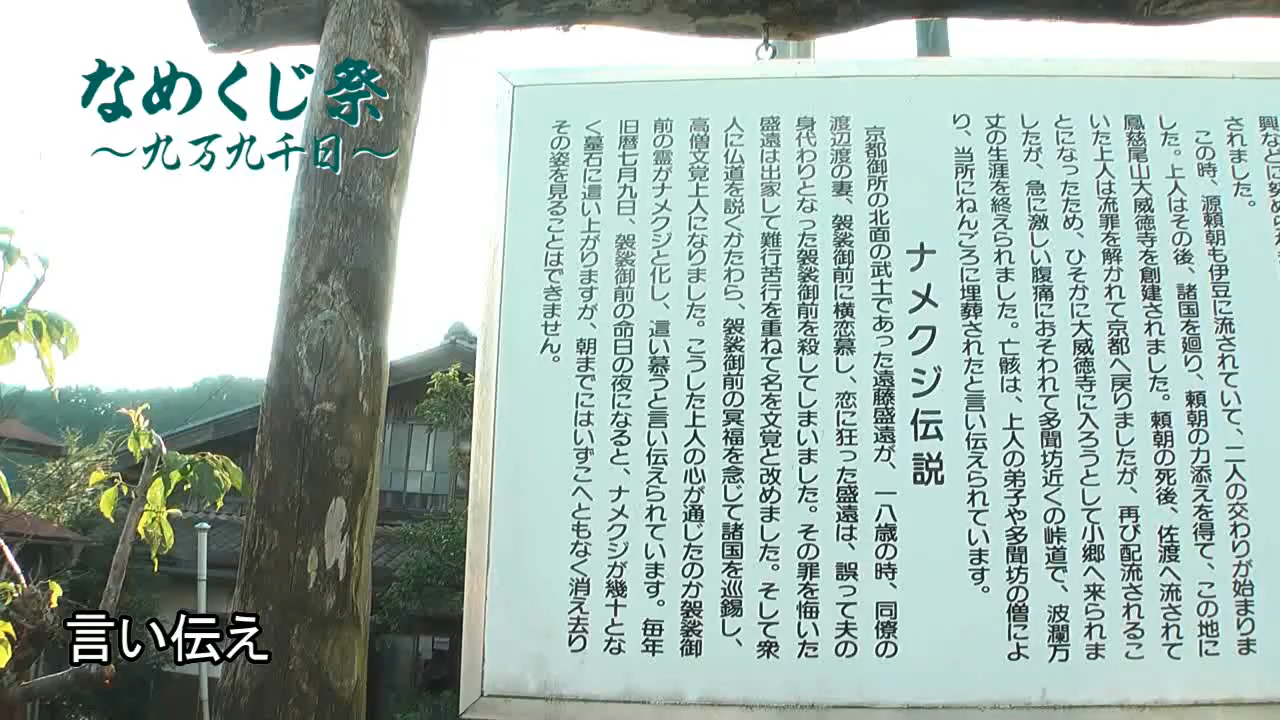 なめくじ祭
～九万九千日～
されました。
この時、源頼朝も伊豆に流されていて、二人の交わりが始まりま
した。上人はその後、諸国を廻り、頼朝の力添えを得て、この地に
鳳慈尾山大威徳寺を創建されました。頼朝の死後、佐渡へ流されて
いた上人は流罪を解かれて京都へ戻りましたが、再び配流されるこ
とになったため、ひそかに大威徳寺に入ろうとして小郷へ来られま
したが、急に激しい腹痛におそわれて多聞坊近くの峠道で、波瀾万
丈の生涯を終えられました。亡骸は、上人の弟子や多聞坊の僧によ
り、当所にねんごろに埋葬されたと言い伝えられています。
ナメクジ伝説
京都御所の北面の武士であった遠藤盛遠が、一八歳の時、同僚の
渡辺渡の妻、袈裟御前に横恋慕し、恋に狂った盛遠は、誤って夫の
身代わりとなった袈裟御前を殺してしまいました。その罪を悔いた
盛遠は出家して難行苦行を重ねて名を文覚と改めました。そして衆
人に仏道を説くかたわら、袈裟御前の冥福を念じて諸国を巡錫し、
高僧文覚上人になりました。こうした上人の心が通じたのか袈裟御
前の霊がナメクジと化し、這い慕うと言い伝えられています。毎年
旧暦七月九日、袈裟御前の命日の夜になると、ナメクジが幾十とな
く墓石に這い上がりますが、朝までにはいずこへともなく消え去り
その姿を見ることはできません。
言い伝え